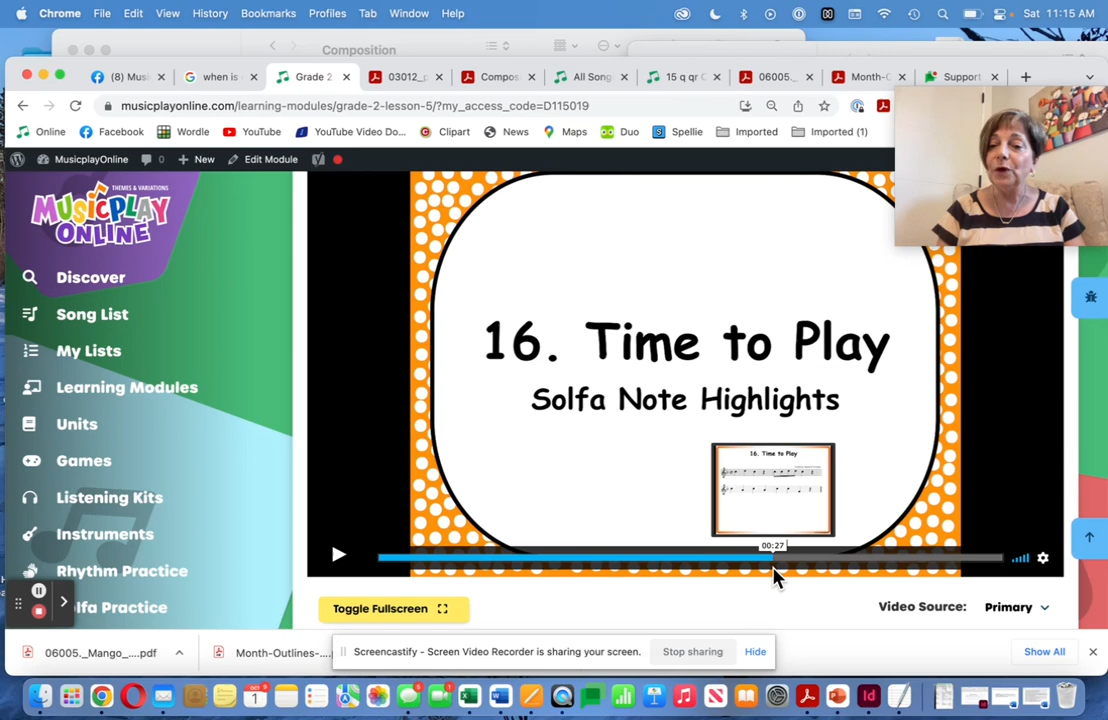 Chrome File Edit View History Bookmarks Profiles Tab Window Help
Sat 11:15 AM
Composition
(8) Mus
when is
Grade 2
03012_
Compos
All Song
15 q qr C
06005.
Month-C
Support
musicplayonline.com/learning-modules/grade-2-lesson-5/?my_access_code=D115019
Online Facebook Wordle YouTube YouTube Video Do... Clipart News Maps Duo Spellie Imported Imported (1)
MusicplayOnline 0 New Edit Module
THEMES & VARIATIONS
MUSICPLAY
ONLINE
Discover
Song List
My Lists
Learning Modules
Units
Games
Listening Kits
Instruments
Rhythm Practice
olfa Practice
16. Time to Play
Solfa Note Highlights
16. Time to Play
00:27
Toggle Fullscreen
Video Source: Primary
06005._Mango_....pdf
Month-Outlines-...
Screencastify - Screen Video Recorder is sharing your screen.
Stop sharing
Hide
Show All
OCT
1